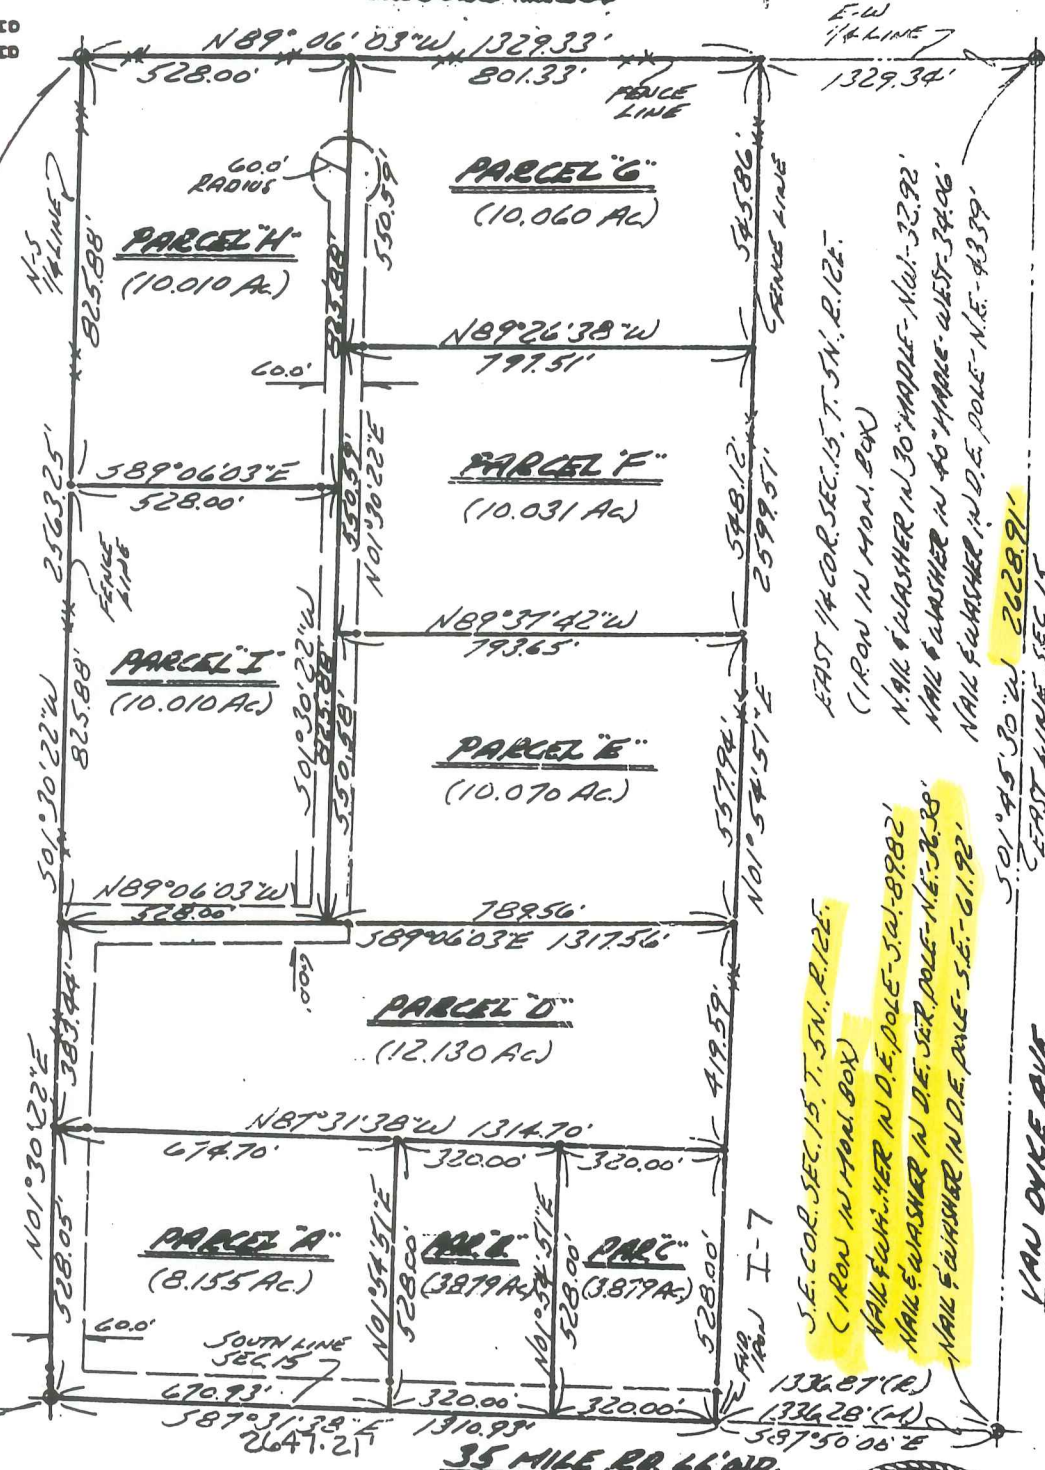 N89° 06' 03"W 1329.33'
528.00'
801.33'
E-W
1/4 LINE
1329.34'
FENCE
LINE
60.0'
RADIUS
PARCEL "G"
(10.060 Ac)
545.86'
FENCE LINE
N-S
1/4 LINE
825.88'
PARCEL "H"
(10.010 Ac.)
825.88'
550.59'
N89°26'38"W
797.51'
60.0'
N01°30'22"E
550.59'
PARCEL "F"
(10.031 Ac)
548.12'
2599.51'
S89°06'03"E
528.00'
2563.25'
FENCE
LINE
N89°37'42"W
793.65'
PARCEL "I"
(10.010 Ac)
825.88'
S01°30'22"W
S01°30'22"W
825.88'
550.58'
PARCEL "E"
(10.070 Ac.)
557.94'
N01°54'51"E
N89°06'03"W
528.00'
789.56'
S89°06'03"E 1317.56'
60.0'
PARCEL "D"
(12.130 Ac)
383.44'
419.59'
N01°30'22"E
N87°31'38"W 1314.70'
674.70'
320.00'
320.00'
528.05'
PARCEL "A"
(8.155 Ac.)
N01°54'51"E
528.00'
PAR."B"
(3.879 Ac)
N01°54'51"E
528.00'
PAR."C"
(3.879 Ac)
528.00'
60.0'
SOUTH LINE
SEC. 15
FND.
IRON
I-7
670.93'
320.00'
320.00'
S87°31'38"E 1310.93'
2647.21'
1336.87'(R.)
1336.28'(M)
S87°50'00"E
35 MILE RD. 66' WD.
EAST 1/4 COR. SEC. 15, T. 5N., R. 12E.
(IRON IN MON. BOX)
NAIL & WASHER IN 30" MAPLE - N.W. - 32.92'
NAIL & WASHER IN 40" MAPLE - WEST - 34.06'
NAIL & WASHER IN D.E. POLE - N.E. - 43.39'
S01°45'30"W 2628.91'
EAST LINE SEC. 15
S.E. COR. SEC. 15, T. 5N., R. 12E.
(IRON IN MON. BOX)
NAIL & WASHER IN D.E. POLE - S.W. - 89.82'
NAIL & WASHER IN D.E. SER. POLE - N.E. - 36.38'
NAIL & WASHER IN D.E. POLE - S.E. - 61.92'
VAN DYKE AVE